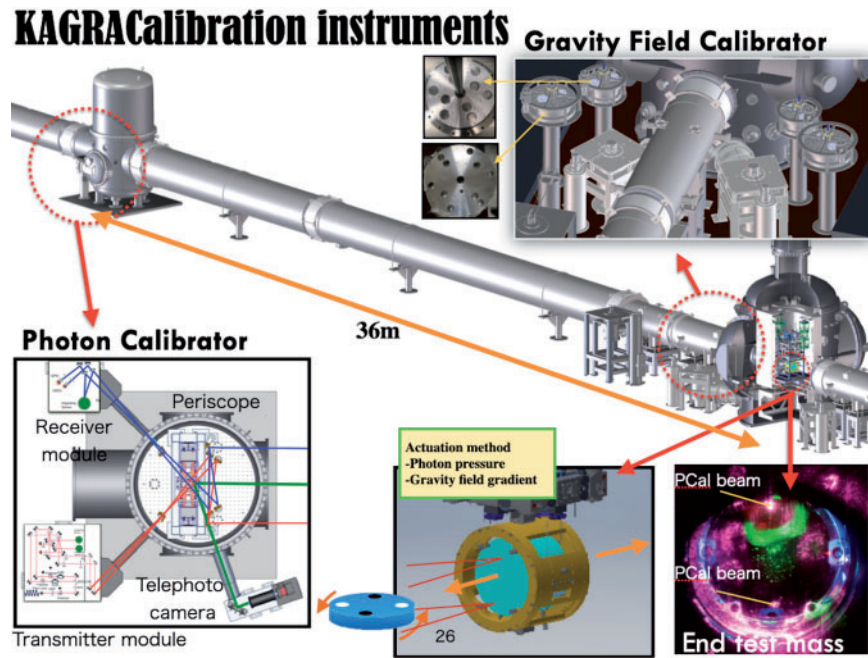 KAGRACalibration instruments
Gravity Field Calibrator
36m
Photon Calibrator
Periscope
Receiver
module
Telephoto
camera
Transmitter module
Actuation method
-Photon pressure
-Gravity field gradient
26
PCal beam
PCal beam
End test mass